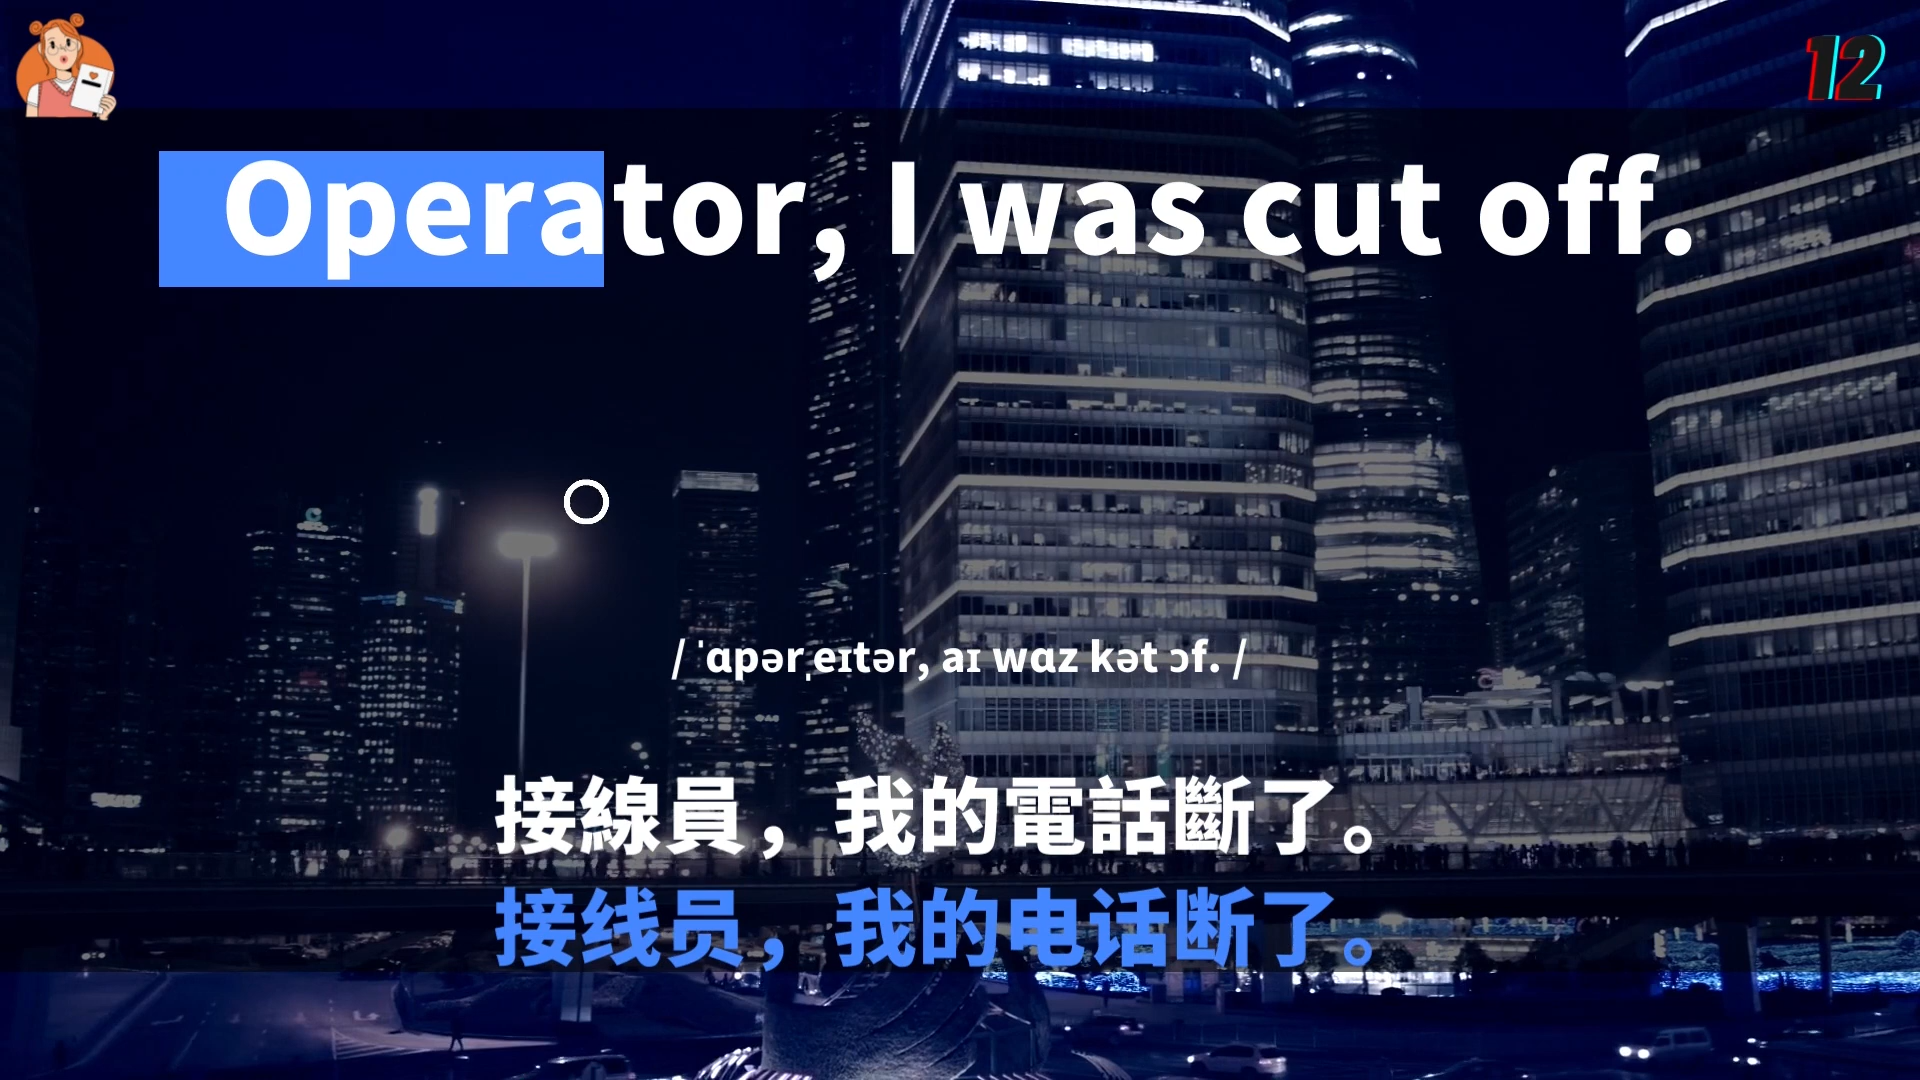 12
Operator, I was cut off.
/ ˈɑpərˌeɪtər, aɪ wɑz kət ɔf. /
接線員，我的電話斷了。
接线员，我的电话断了。